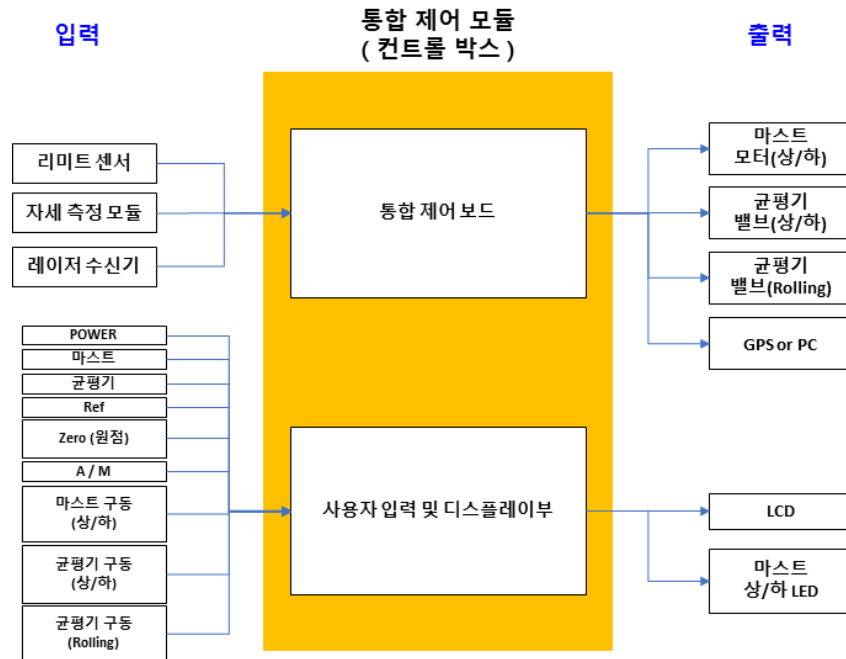 입력
통합 제어 모듈
( 컨트롤 박스 )
출력
리미트 센서
자세 측정 모듈
레이저 수신기
통합 제어 보드
마스트
모터(상/하)
균평기
밸브(상/하)
균평기
밸브(Rolling)
GPS or PC
POWER
마스트
균평기
Ref
Zero (원점)
A / M
마스트 구동
(상/하)
균평기 구동
(상/하)
균평기 구동
(Rolling)
사용자 입력 및 디스플레이부
LCD
마스트
상/하 LED